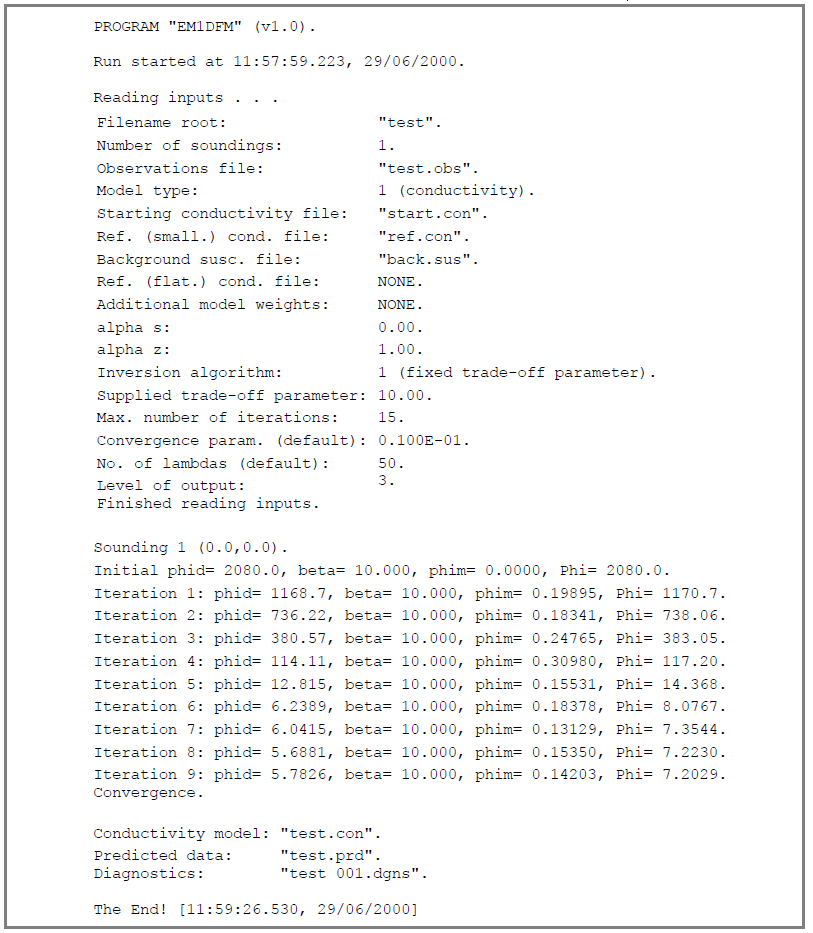 PROGRAM "EM1DFM" (v1.0).
Run started at 11:57:59.223, 29/06/2000.
Reading inputs . . .
Filename root: "test".
Number of soundings: 1.
Observations file: "test.obs".
Model type: 1 (conductivity).
Starting conductivity file: "start.con".
Ref. (small.) cond. file: "ref.con".
Background susc. file: "back.sus".
Ref. (flat.) cond. file: NONE.
Additional model weights: NONE.
alpha s: 0.00.
alpha z: 1.00.
Inversion algorithm: 1 (fixed trade-off parameter).
Supplied trade-off parameter: 10.00.
Max. number of iterations: 15.
Convergence param. (default): 0.100E-01.
No. of lambdas (default): 50.
Level of output: 3.
Finished reading inputs.
Sounding 1 (0.0,0.0).
Initial phid= 2080.0, beta= 10.000, phim= 0.0000, Phi= 2080.0.
Iteration 1: phid= 1168.7, beta= 10.000, phim= 0.19895, Phi= 1170.7.
Iteration 2: phid= 736.22, beta= 10.000, phim= 0.18341, Phi= 738.06.
Iteration 3: phid= 380.57, beta= 10.000, phim= 0.24765, Phi= 383.05.
Iteration 4: phid= 114.11, beta= 10.000, phim= 0.30980, Phi= 117.20.
Iteration 5: phid= 12.815, beta= 10.000, phim= 0.15531, Phi= 14.368.
Iteration 6: phid= 6.2389, beta= 10.000, phim= 0.18378, Phi= 8.0767.
Iteration 7: phid= 6.0415, beta= 10.000, phim= 0.13129, Phi= 7.3544.
Iteration 8: phid= 5.6881, beta= 10.000, phim= 0.15350, Phi= 7.2230.
Iteration 9: phid= 5.7826, beta= 10.000, phim= 0.14203, Phi= 7.2029.
Convergence.
Conductivity model: "test.con".
Predicted data: "test.prd".
Diagnostics: "test 001.dgns".
The End! [11:59:26.530, 29/06/2000]